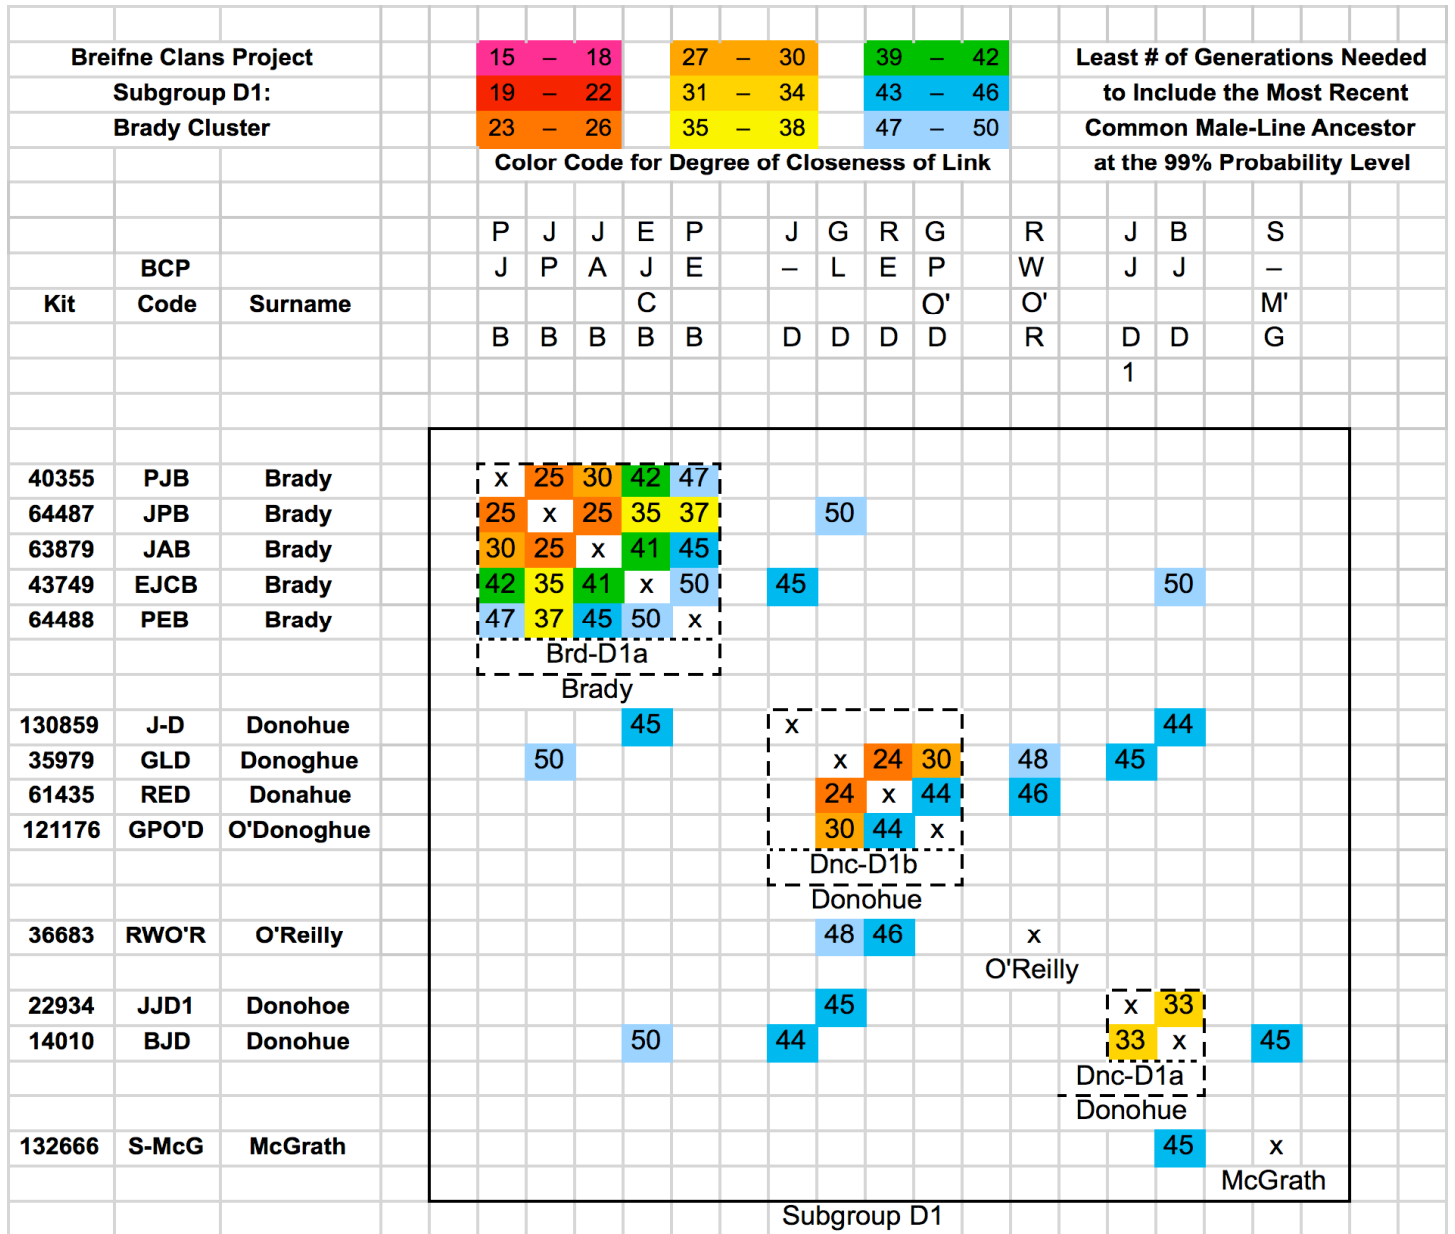 Breifne Clans Project 15 – 18 27 – 30 39 – 42 Least # of Generations Needed
Subgroup D1: 19 – 22 31 – 34 43 – 46 to Include the Most Recent
Brady Cluster 23 – 26 35 – 38 47 – 50 Common Male-Line Ancestor
Color Code for Degree of Closeness of Link at the 99% Probability Level
P J J E P J G R G R J B S
BCP J P A J E – L E P W J J –
Kit Code Surname C O' O' M'
B B B B B D D D D R D D G
1
40355 PJB Brady x 25 30 42 47
64487 JPB Brady 25 x 25 35 37 50
63879 JAB Brady 30 25 x 41 45
43749 EJCB Brady 42 35 41 x 50 45 50
64488 PEB Brady 47 37 45 50 x
Brd-D1a
Brady
130859 J-D Donohue 45 x 44
35979 GLD Donoghue 50 x 24 30 48 45
61435 RED Donahue 24 x 44 46
121176 GPO'D O'Donoghue 30 44 x
Dnc-D1b
Donohue
36683 RWO'R O'Reilly 48 46 x
O'Reilly
22934 JJD1 Donohoe 45 x 33
14010 BJD Donohue 50 44 33 x 45
Dnc-D1a
Donohue
132666 S-McG McGrath 45 x
McGrath
Subgroup D1